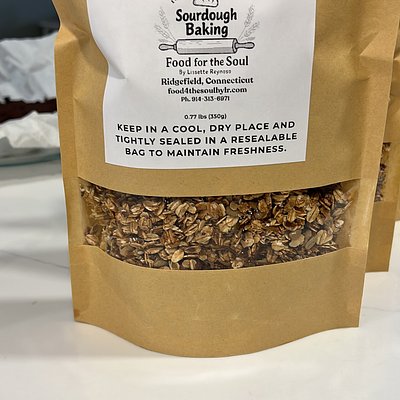 Sourdough
Baking
Food for the Soul
By Lissette Reynoso
Ridgefield, Connecticut
food4thesoulbylr.com
Ph. 914-313-6971
0.77 lbs (350g)
KEEP IN A COOL, DRY PLACE AND
TIGHTLY SEALED IN A RESEALABLE
BAG TO MAINTAIN FRESHNESS.